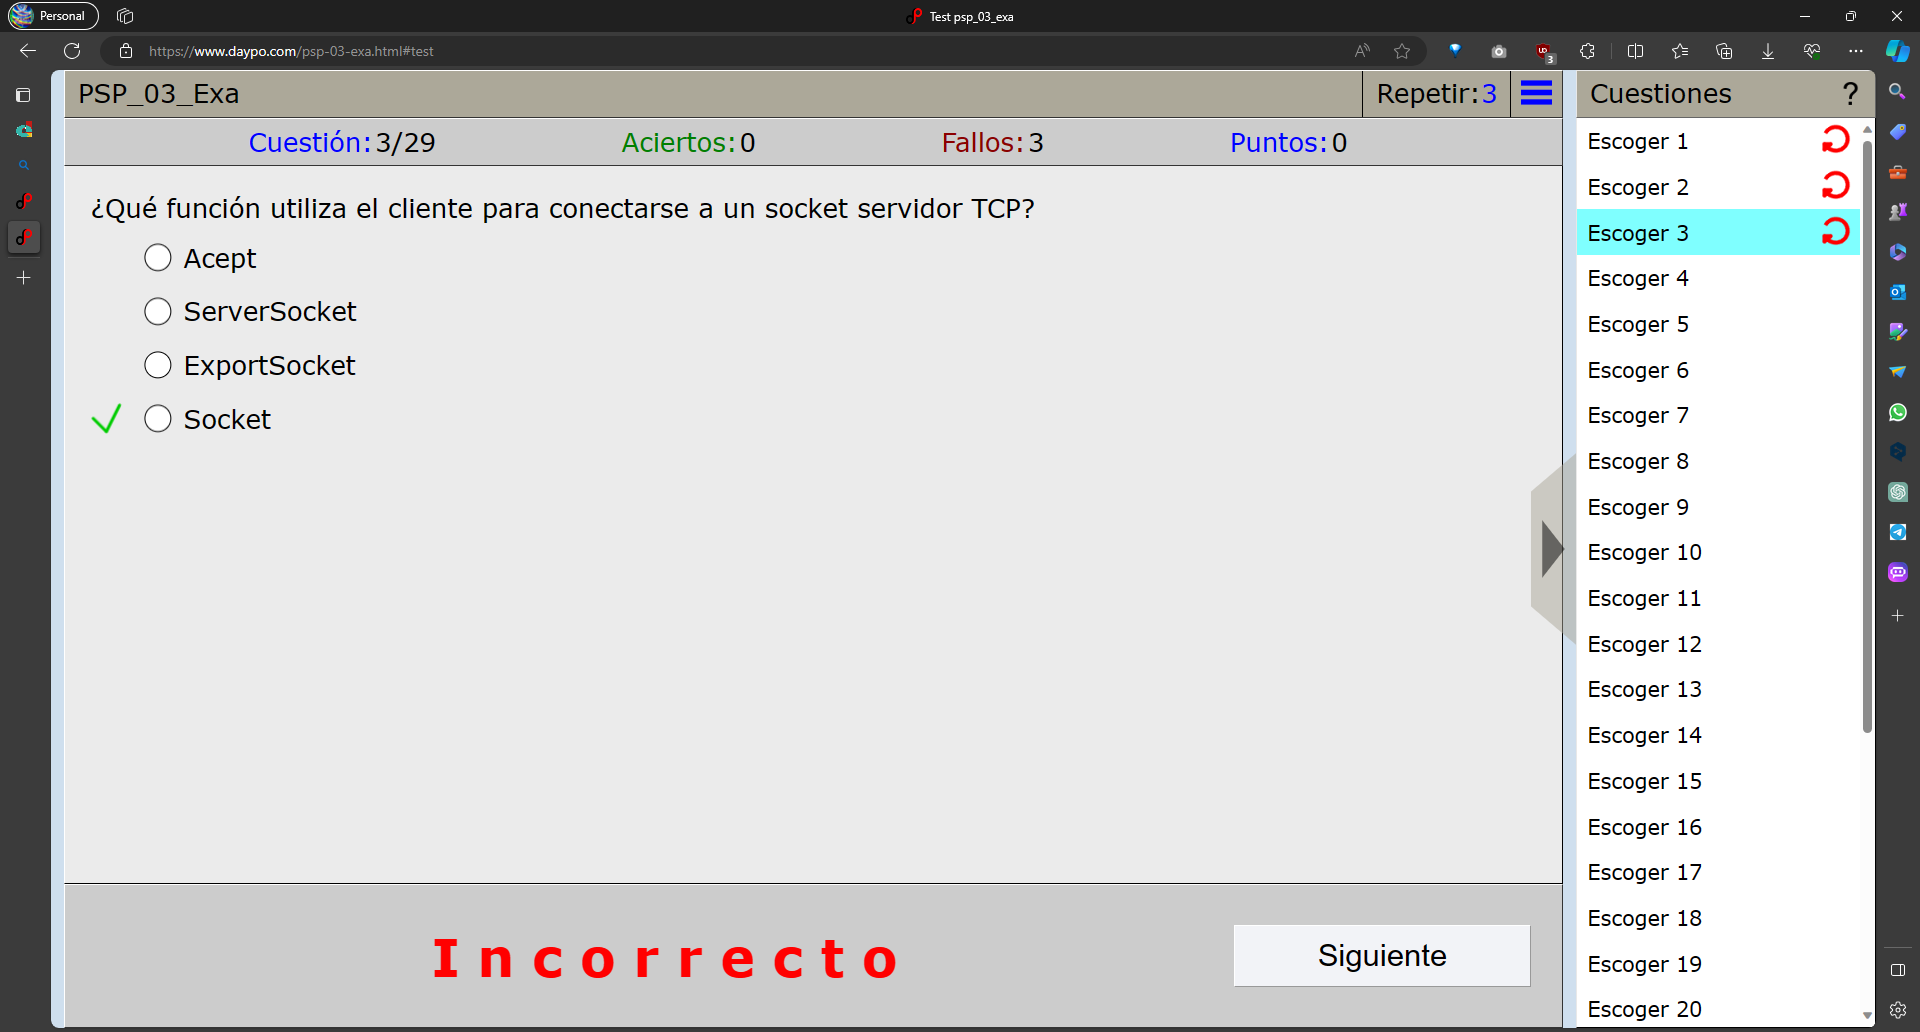 Personal
Test psp_03_exa
https://www.daypo.com/psp-03-exa.html#test
3
PSP_03_Exa
Repetir:3
Cuestión:3/29
Aciertos:0
Fallos:3
Puntos:0
¿Qué función utiliza el cliente para conectarse a un socket servidor TCP?
Acept
ServerSocket
ExportSocket
Socket
Incorrecto
Siguiente
Cuestiones
?
Escoger 1
Escoger 2
Escoger 3
Escoger 4
Escoger 5
Escoger 6
Escoger 7
Escoger 8
Escoger 9
Escoger 10
Escoger 11
Escoger 12
Escoger 13
Escoger 14
Escoger 15
Escoger 16
Escoger 17
Escoger 18
Escoger 19
Escoger 20